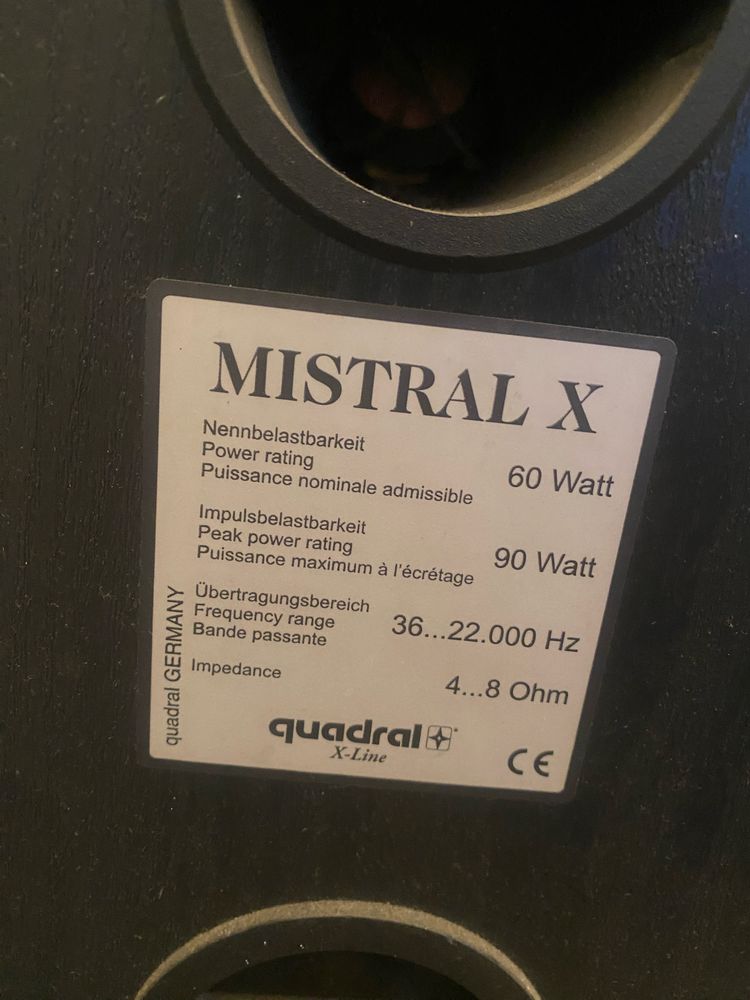 MISTRAL X
Nennbelastbarkeit
Power rating
Puissance nominale admissible
60 Watt
Impulsbelastbarkeit
Peak power rating
Puissance maximum à l'écrétage
90 Watt
Übertragungsbereich
Frequency range
Bande passante
36...22.000 Hz
Impedance
4...8 Ohm
quadral GERMANY
quadral
X-Line
CE